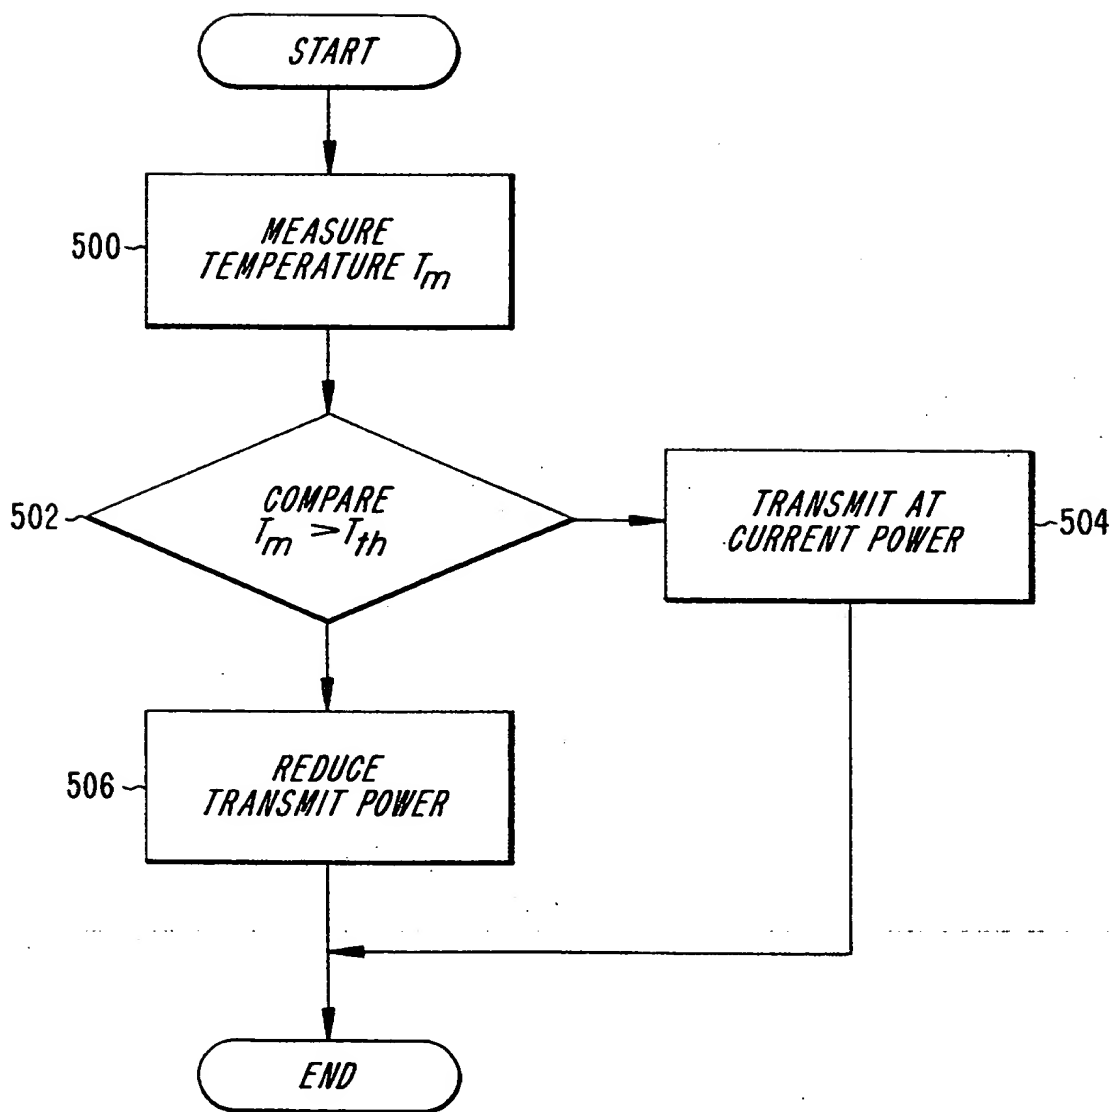 START
MEASURE
TEMPERATURE Tm
500
COMPARE
Tm > Tth
502
TRANSMIT AT
CURRENT POWER
504
REDUCE
TRANSMIT POWER
506
END